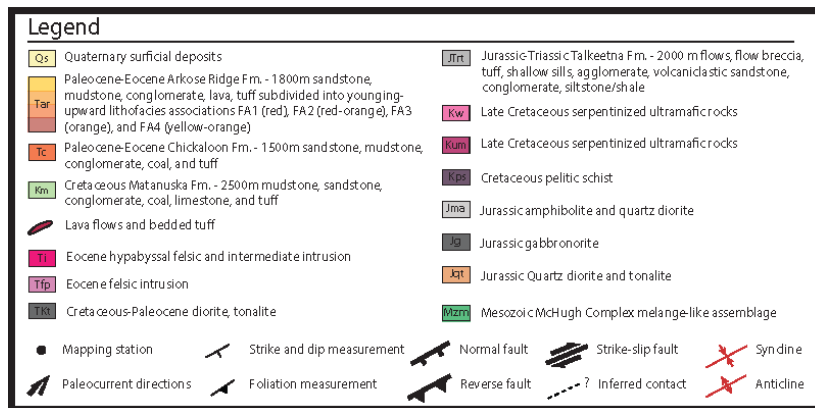 Legend
Qs Quaternary surficial deposits
Tar Paleocene-Eocene Arkose Ridge Fm. - 1800m sandstone,
mudstone, conglomerate, lava, tuff subdivided into younging-
upward lithofacies associations FA1 (red), FA2 (red-orange), FA3
(orange), and FA4 (yellow-orange)
Tc Paleocene-Eocene Chickaloon Fm. - 1500m sandstone, mudstone,
conglomerate, coal, and tuff
Km Cretaceous Matanuska Fm. - 2500m mudstone, sandstone,
conglomerate, coal, limestone, and tuff
Lava flows and bedded tuff
Ti Eocene hypabyssal felsic and intermediate intrusion
Tfp Eocene felsic intrusion
TKt Cretaceous-Paleocene diorite, tonalite
JTrt Jurassic-Triassic Talkeetna Fm. - 2000 m flows, flow breccia,
tuff, shallow sills, agglomerate, volcaniclastic sandstone,
conglomerate, siltstone/shale
Kw Late Cretaceous serpentinized ultramafic rocks
Kum Late Cretaceous serpentinized ultramafic rocks
Kps Cretaceous pelitic schist
Jma Jurassic amphibolite and quartz diorite
Jg Jurassic gabbronorite
Jqt Jurassic Quartz diorite and tonalite
Mzm Mesozoic McHugh Complex melange-like assemblage
Mapping station Strike and dip measurement Normal fault Strike-slip fault Syncline
Paleocurrent directions Foliation measurement Reverse fault ? Inferred contact Anticline